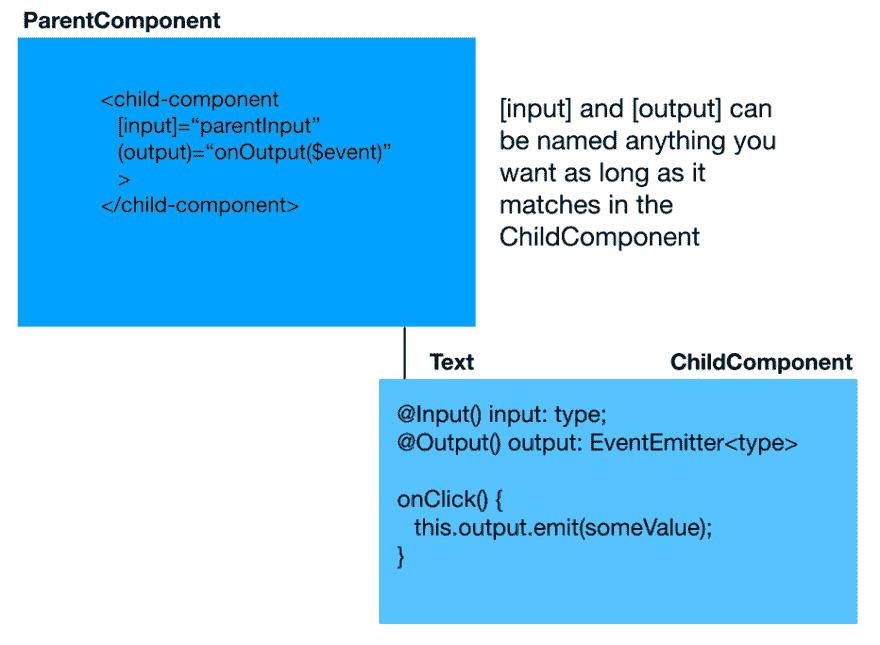 ParentComponent
<child-component
[input]=“parentInput”
(output)=“onOutput($event)”
>
</child-component>
[input] and [output] can
be named anything you
want as long as it
matches in the
ChildComponent
Text
ChildComponent
@Input() input: type;
@Output() output: EventEmitter<type>
onClick() {
this.output.emit(someValue);
}